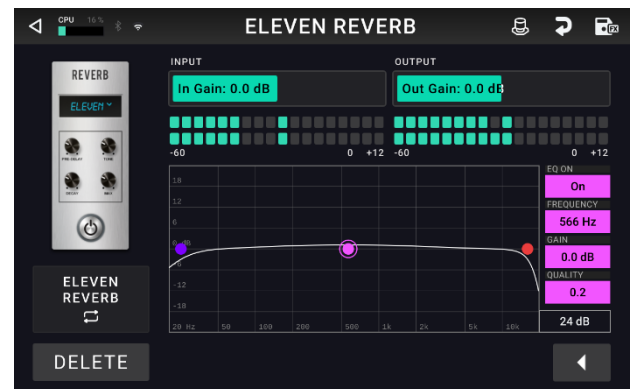 CPU 16 %
ELEVEN REVERB
FX
INPUT
OUTPUT
REVERB
ELEVEN
In Gain: 0.0 dB
Out Gain: 0.0 dB
PRE-DELAY TONE
DECAY MIX
-60 0 +12
-60 0 +12
EQ ON
On
FREQUENCY
566 Hz
GAIN
0.0 dB
QUALITY
0.2
24 dB
18
12
6
0 dB
-6
-12
-18
20 Hz 50 100 200 500 1k 2k 5k 10k
ELEVEN
REVERB
DELETE